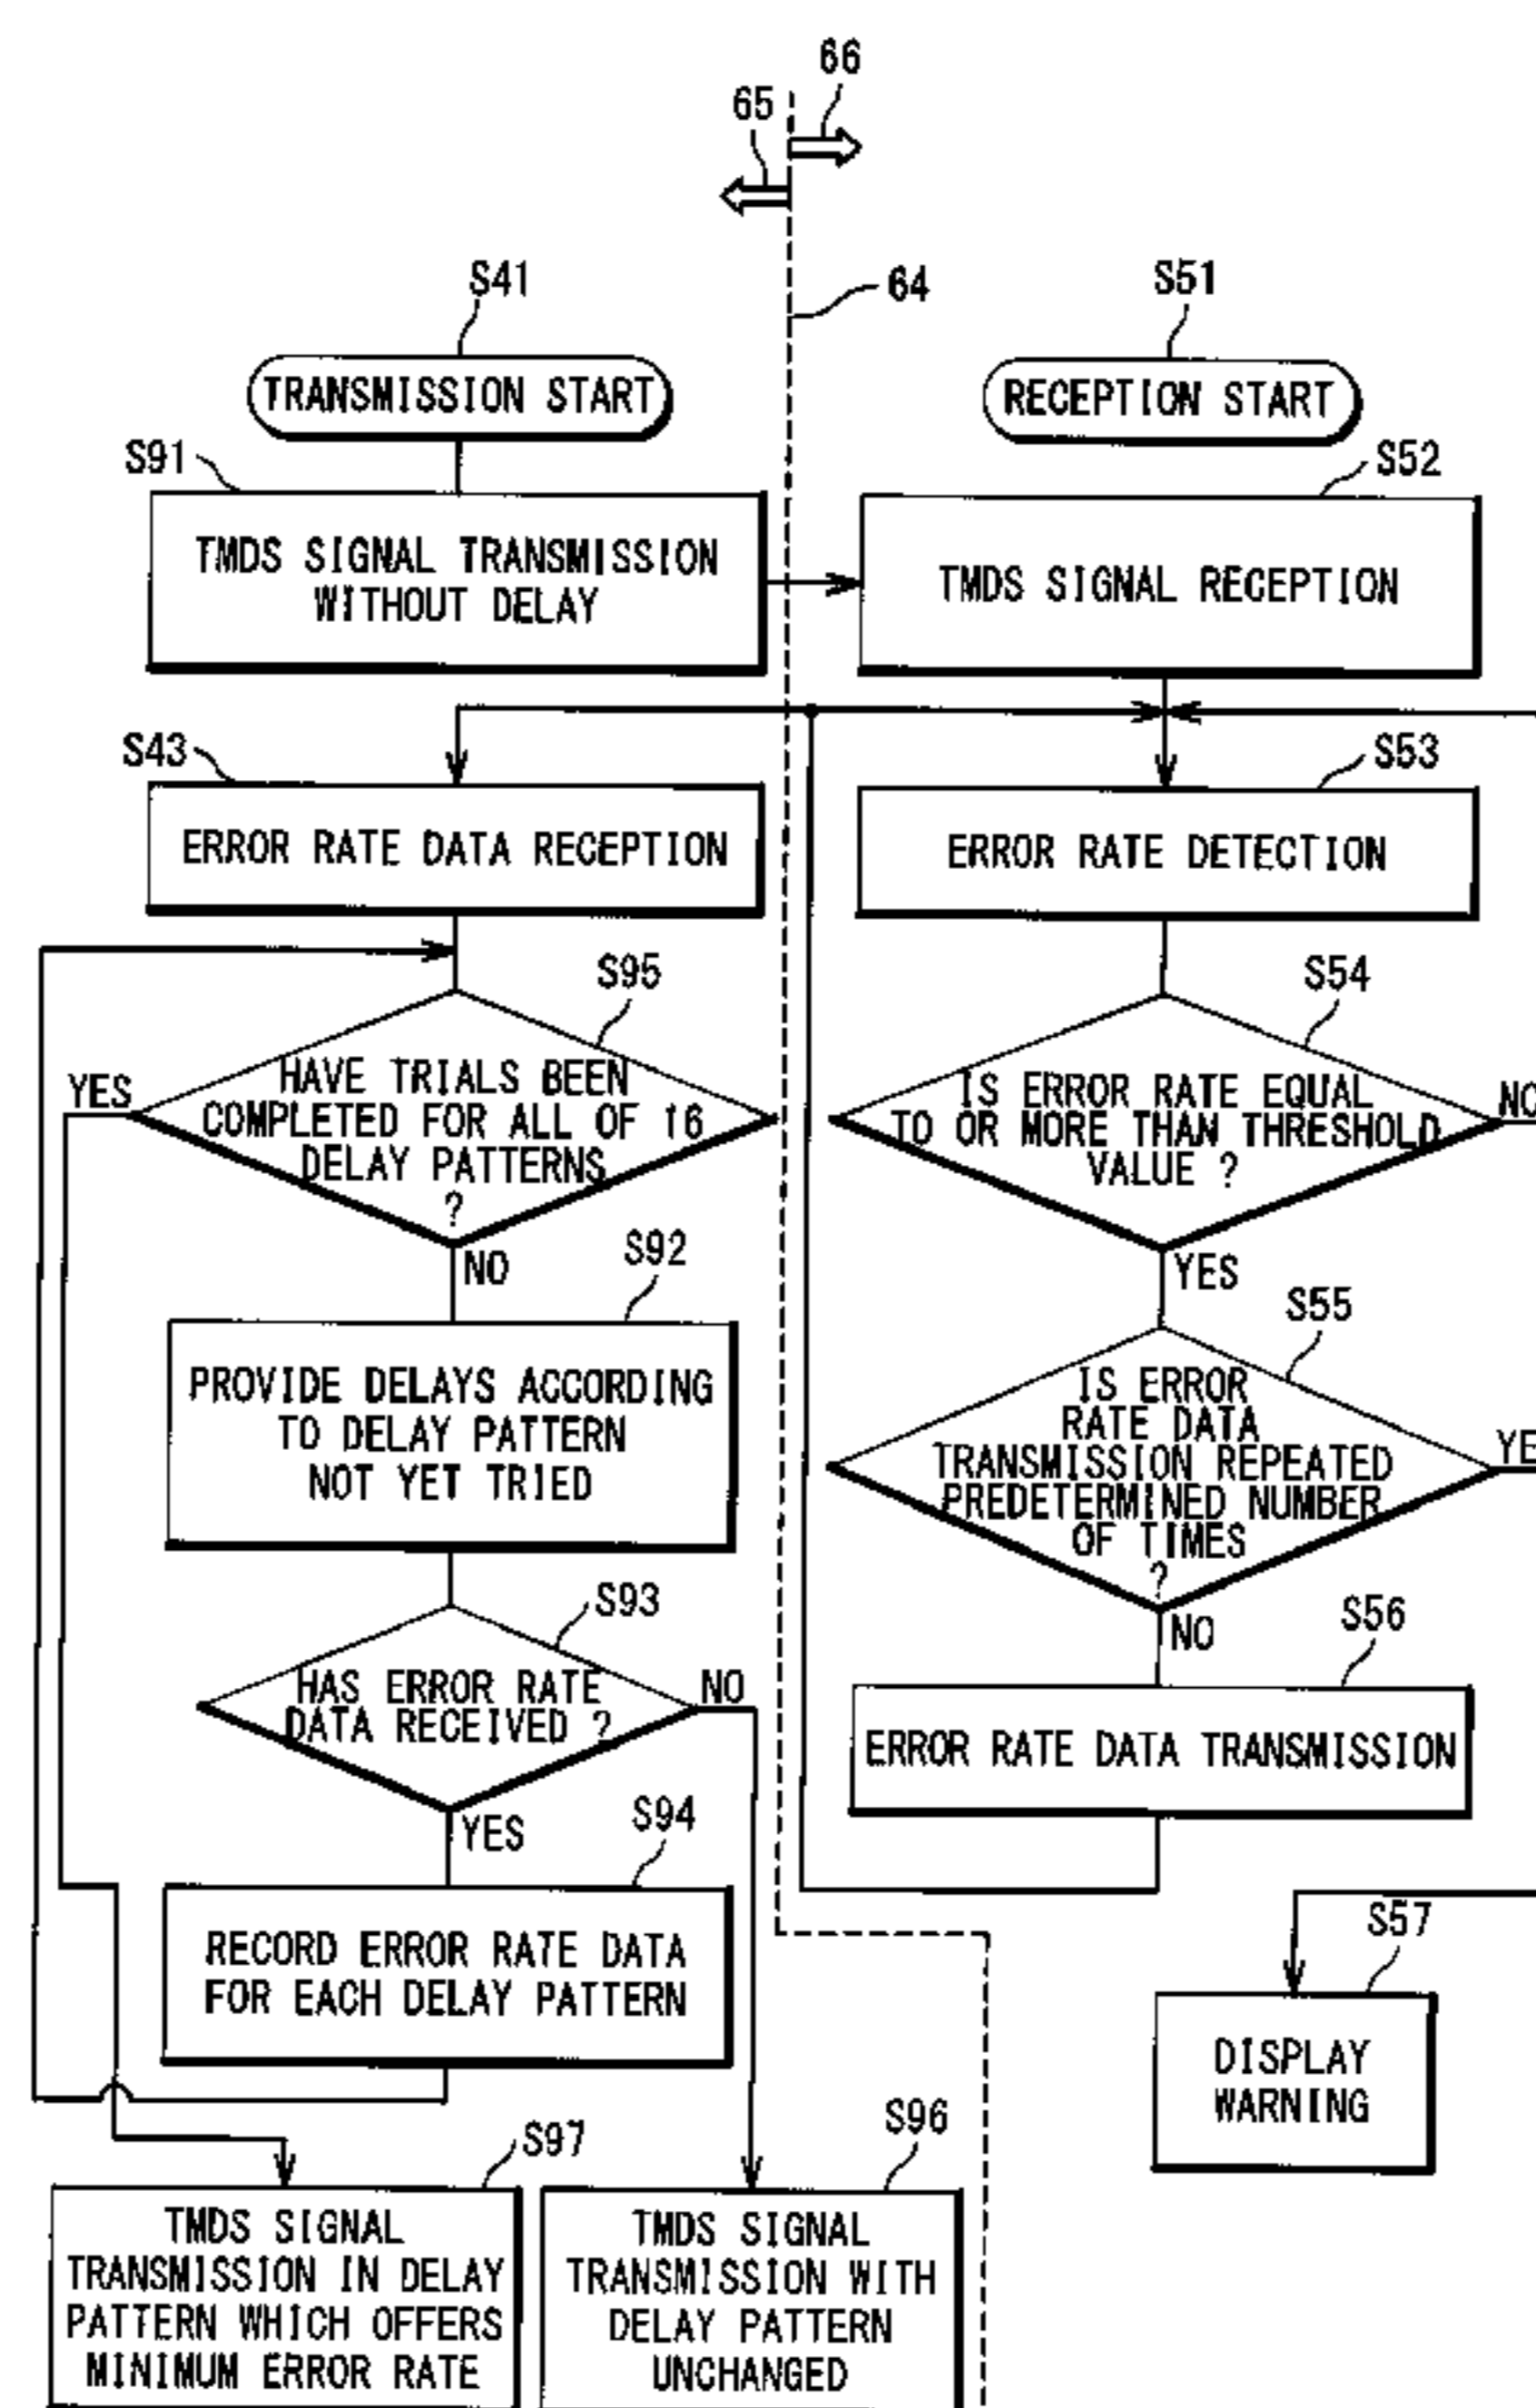 66
65
64
S41
TRANSMISSION START
S91
TMDS SIGNAL TRANSMISSION
WITHOUT DELAY
S43
ERROR RATE DATA RECEPTION
S95
HAVE TRIALS BEEN
COMPLETED FOR ALL OF 16
DELAY PATTERNS
?
YES
NO
S92
PROVIDE DELAYS ACCORDING
TO DELAY PATTERN
NOT YET TRIED
S93
HAS ERROR RATE
DATA RECEIVED ?
NO
YES
S94
RECORD ERROR RATE DATA
FOR EACH DELAY PATTERN
S97
TMDS SIGNAL
TRANSMISSION IN DELAY
PATTERN WHICH OFFERS
MINIMUM ERROR RATE
S96
TMDS SIGNAL
TRANSMISSION WITH
DELAY PATTERN
UNCHANGED
S51
RECEPTION START
S52
TMDS SIGNAL RECEPTION
S53
ERROR RATE DETECTION
S54
IS ERROR RATE EQUAL
TO OR MORE THAN THRESHOLD
VALUE ?
NO
YES
S55
IS ERROR
RATE DATA
TRANSMISSION REPEATED
PREDETERMINED NUMBER
OF TIMES
?
YE
NO
S56
ERROR RATE DATA TRANSMISSION
S57
DISPLAY
WARNING